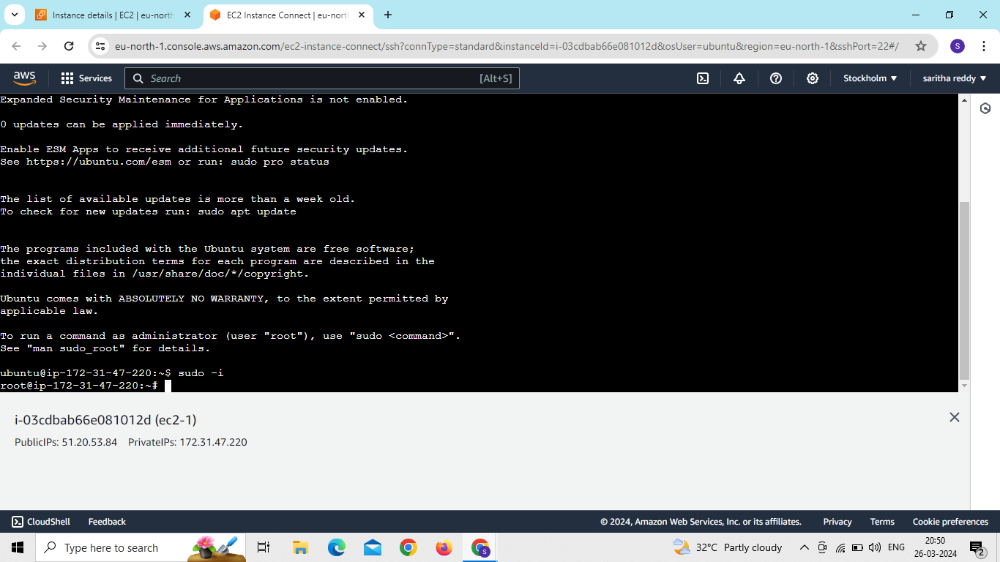 Instance details | EC2 | eu-north
EC2 Instance Connect | eu-nort
eu-north-1.console.aws.amazon.com/ec2-instance-connect/ssh?connType=standard&instanceId=i-03cdbab66e081012d&osUser=ubuntu&region=eu-north-1&sshPort=22#/
S
aws
Services
Search
[Alt+S]
Stockholm
saritha reddy
Expanded Security Maintenance for Applications is not enabled.
0 updates can be applied immediately.
Enable ESM Apps to receive additional future security updates.
See https://ubuntu.com/esm or run: sudo pro status
The list of available updates is more than a week old.
To check for new updates run: sudo apt update
The programs included with the Ubuntu system are free software;
the exact distribution terms for each program are described in the
individual files in /usr/share/doc/*/copyright.
Ubuntu comes with ABSOLUTELY NO WARRANTY, to the extent permitted by
applicable law.
To run a command as administrator (user "root"), use "sudo <command>".
See "man sudo_root" for details.
ubuntu@ip-172-31-47-220:~$ sudo -i
root@ip-172-31-47-220:~#
i-03cdbab66e081012d (ec2-1)
PublicIPs: 51.20.53.84 PrivateIPs: 172.31.47.220
CloudShell
Feedback
© 2024, Amazon Web Services, Inc. or its affiliates.
Privacy
Terms
Cookie preferences
Type here to search
S
32°C Partly cloudy
ENG
20:50
26-03-2024
2